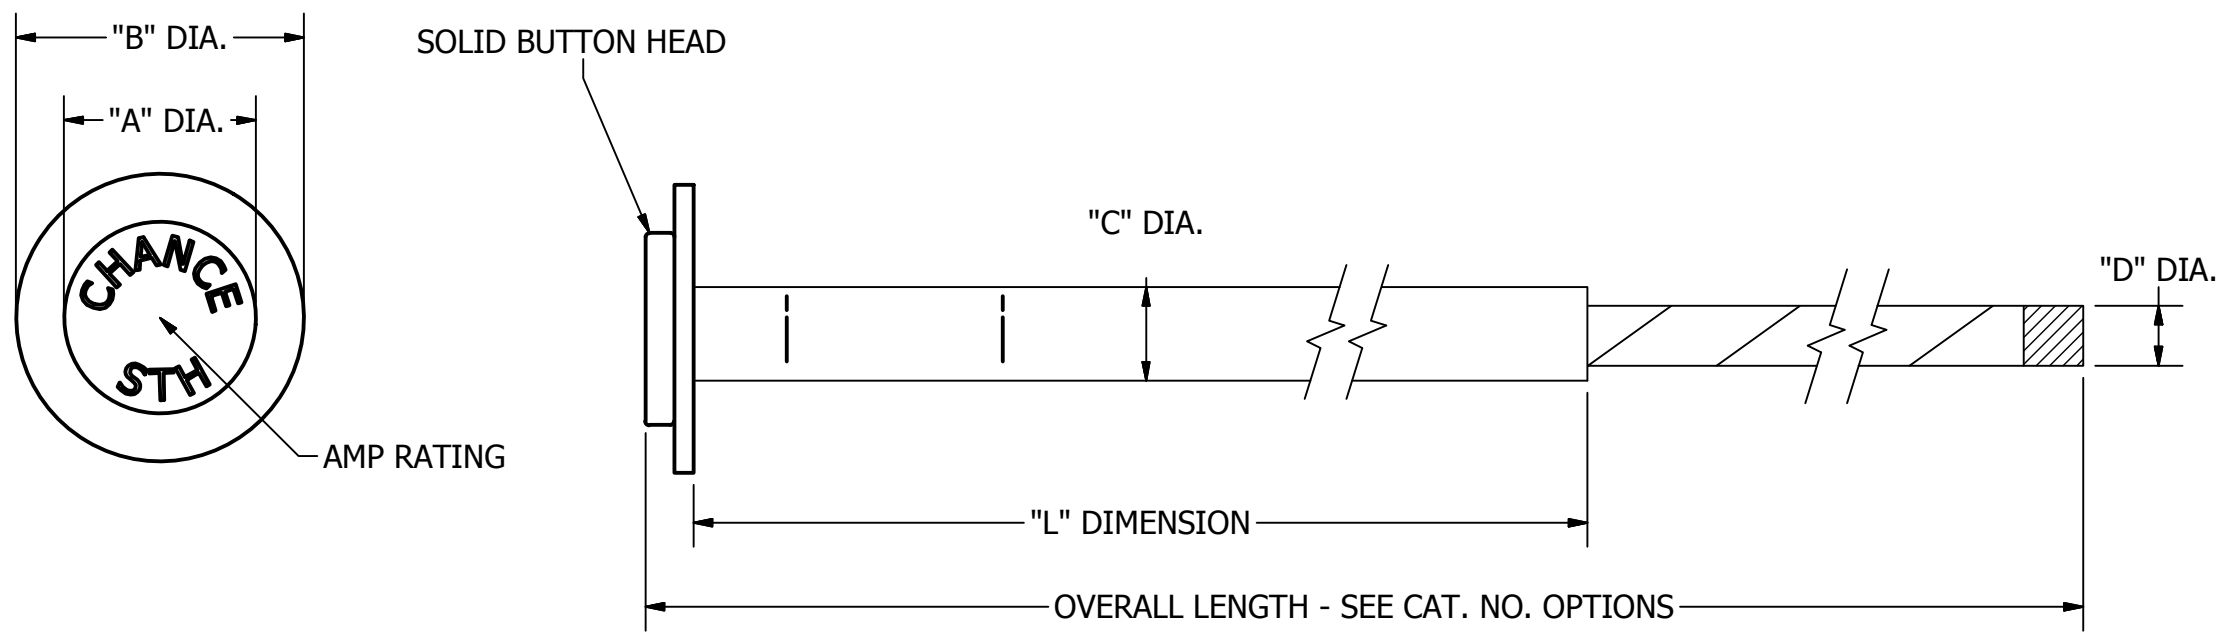 "B" DIA.
SOLID BUTTON HEAD
"A" DIA.
CHANCE
STH
AMP RATING
"C" DIA.
"D" DIA.
"L" DIMENSION
OVERALL LENGTH - SEE CAT. NO. OPTIONS